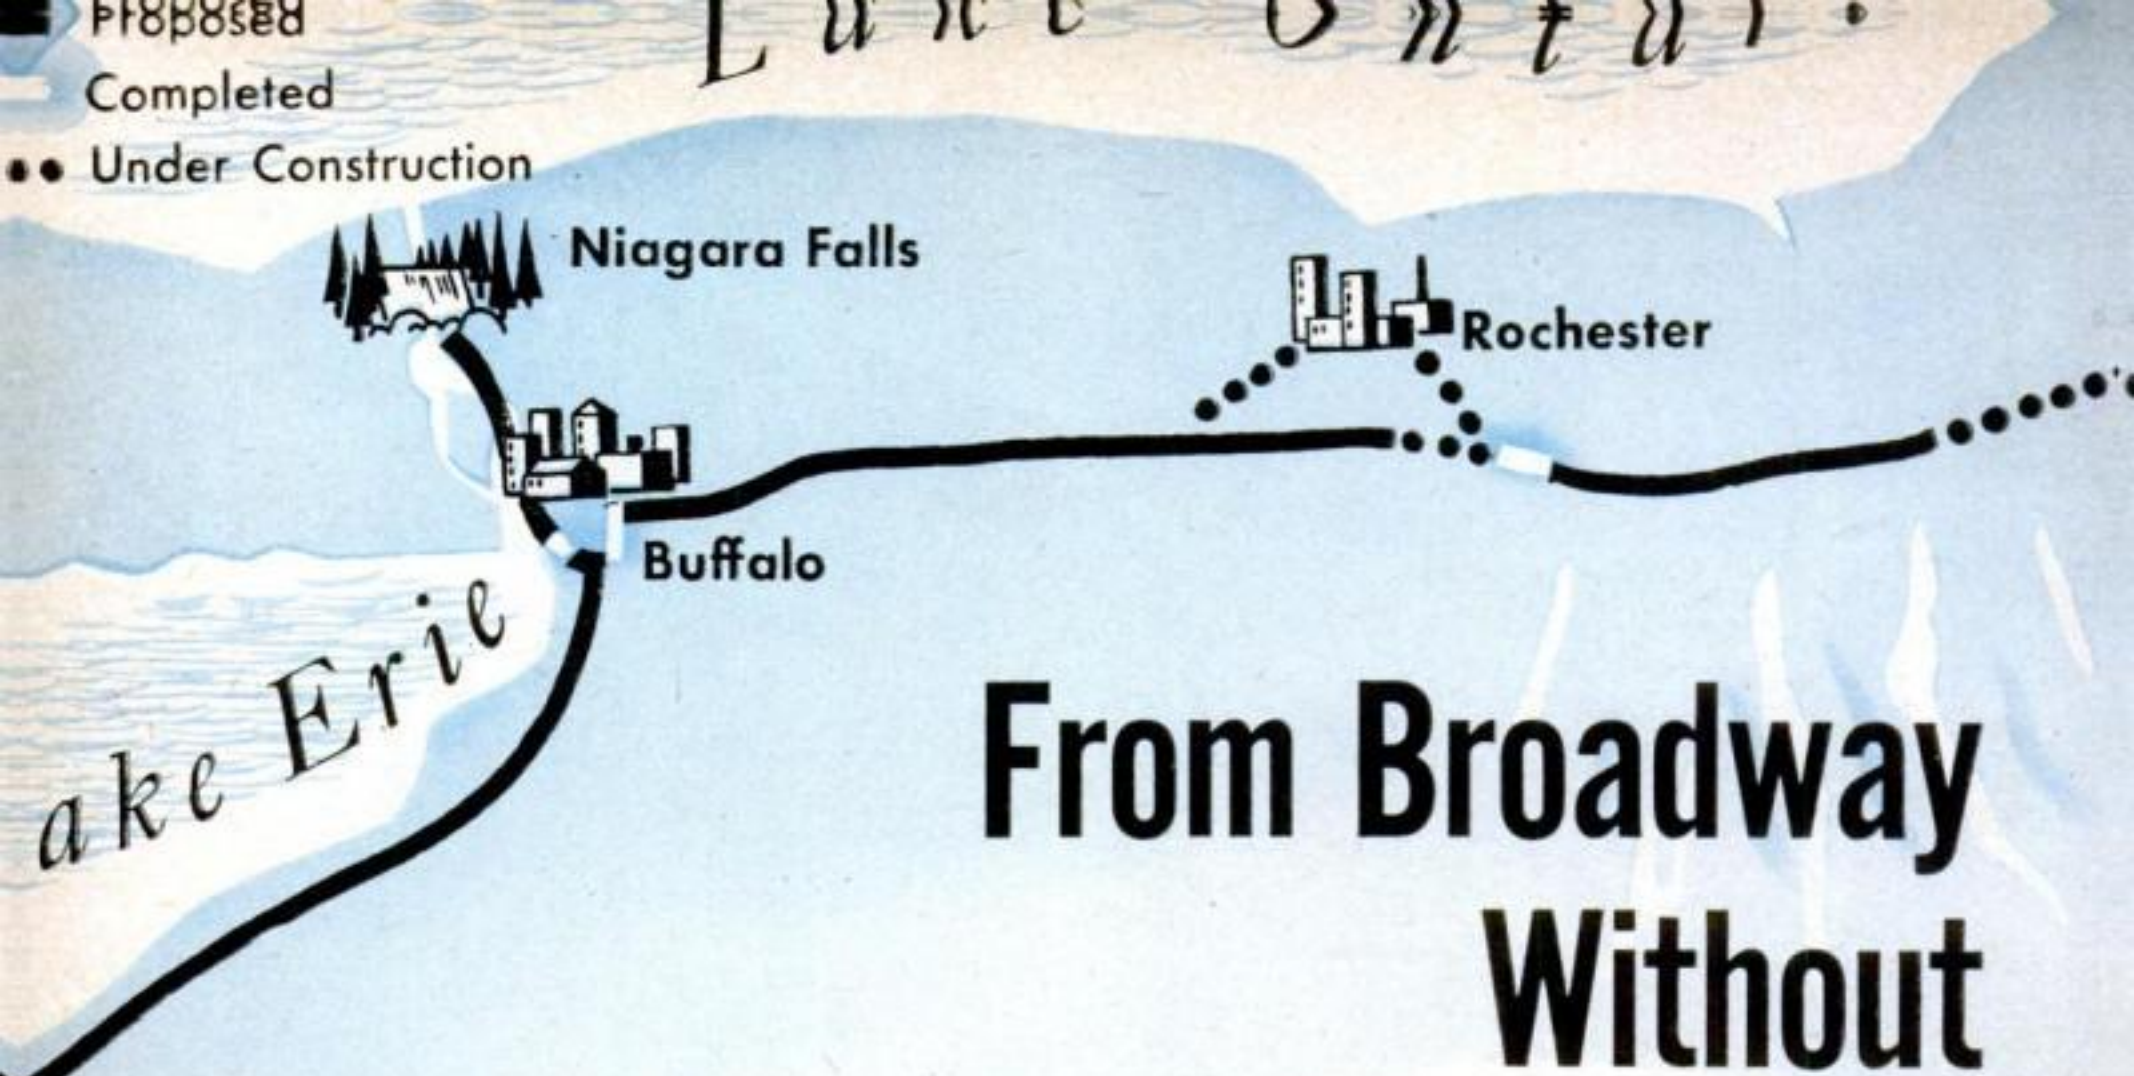 Proposed
Completed
Under Construction
Niagara Falls
Rochester
Buffalo
ake Erie
From Broadway
Without